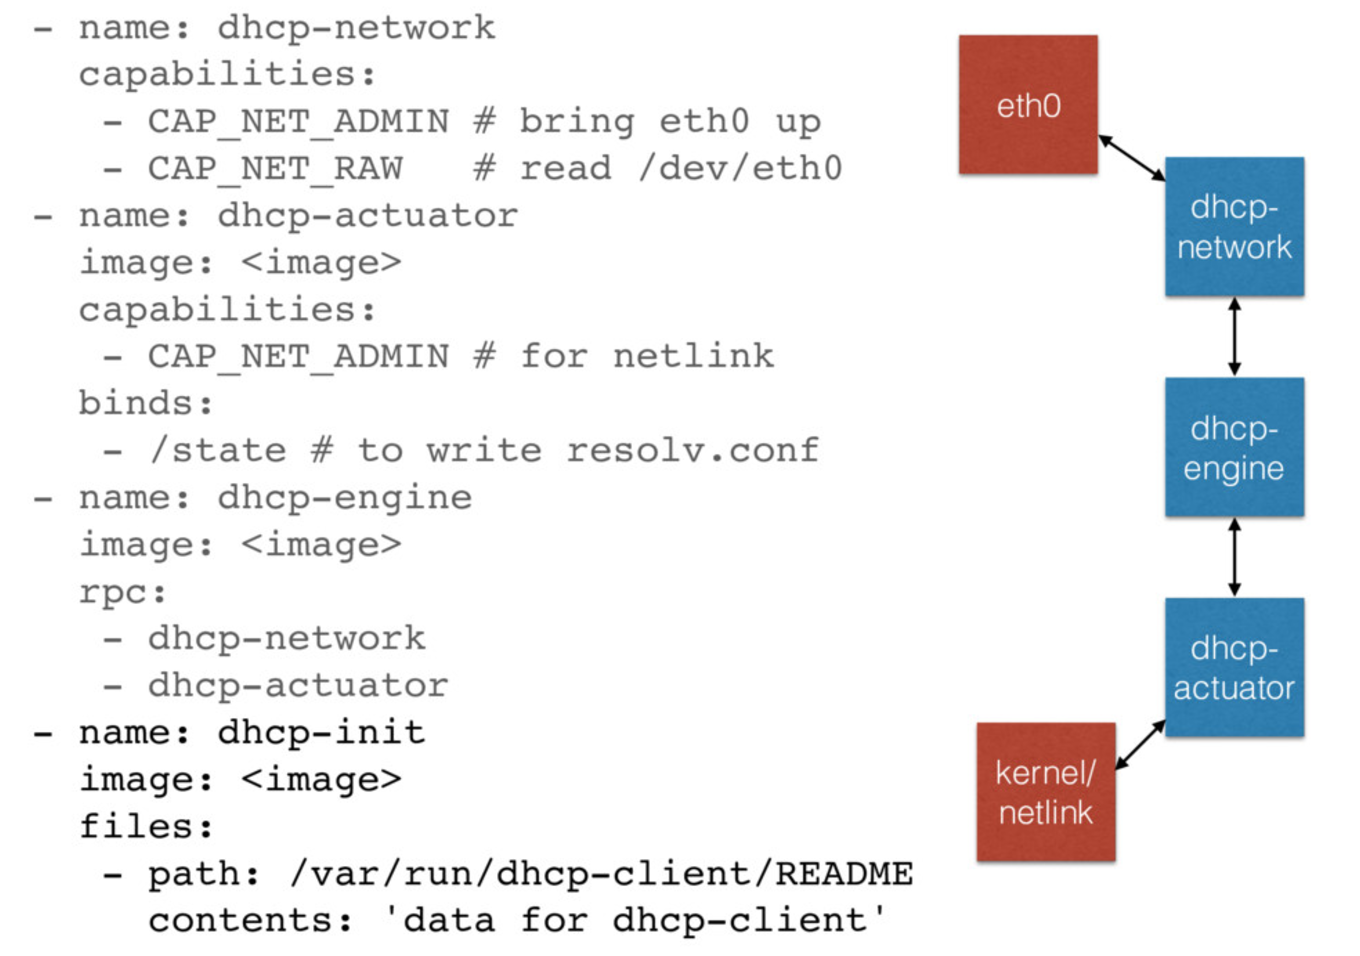 - name: dhcp-network
  capabilities:
   - CAP_NET_ADMIN # bring eth0 up
   - CAP_NET_RAW   # read /dev/eth0
- name: dhcp-actuator
  image: <image>
  capabilities:
   - CAP_NET_ADMIN # for netlink
  binds:
   - /state # to write resolv.conf
- name: dhcp-engine
  image: <image>
  rpc:
   - dhcp-network
   - dhcp-actuator
- name: dhcp-init
  image: <image>
  files:
   - path: /var/run/dhcp-client/README
     contents: 'data for dhcp-client'
eth0
dhcp-
network
dhcp-
engine
dhcp-
actuator
kernel/
netlink